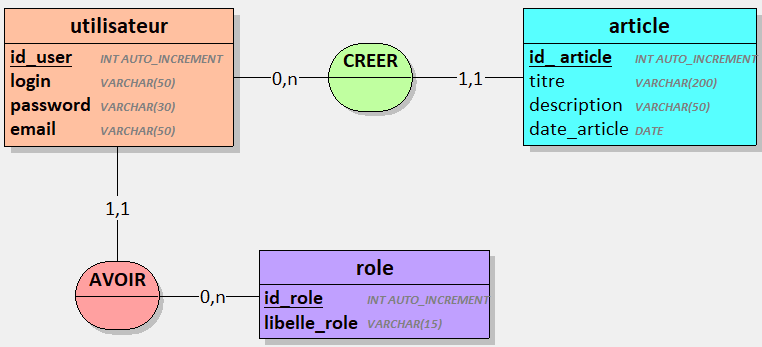 utilisateur
id_user INT AUTO_INCREMENT
login VARCHAR(50)
password VARCHAR(30)
email VARCHAR(50)
0,n
CREER
1,1
article
id_article INT AUTO_INCREMENT
titre VARCHAR(200)
description VARCHAR(50)
date_article DATE
1,1
AVOIR
0,n
role
id_role INT AUTO_INCREMENT
libelle_role VARCHAR(15)